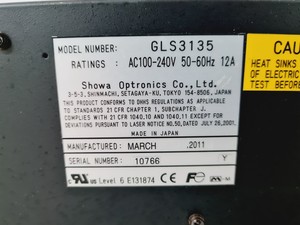 MODEL NUMBER: GLS3135
RATINGS : AC100-240V 50-60Hz 12A
Showa Optronics Co., Ltd.
3-5-3, SHINMACHI, SETAGAYA-KU, TOKYO 154-8506, JAPAN
THIS PRODUCT CONFORMS TO DHHS REGULATIONS AS APPLICABLE
TO STANDARDS 21 CFR CHAPTER 1, SUBCHAPTER J.
COMPLIES WITH 21 CFR 1040.10 AND 1040.11 EXCEPT FOR DEVIATIONS
PURSUANT TO LASER NOTICE NO.50, DATED JULY 26, 2001.
MADE IN JAPAN
MANUFACTURED: MARCH ,2011
SERIAL NUMBER 10766 Y
c us Level 6 E131874 CE
CAU
HEAT SINKS
OF ELECTRI
TEST BEFORE